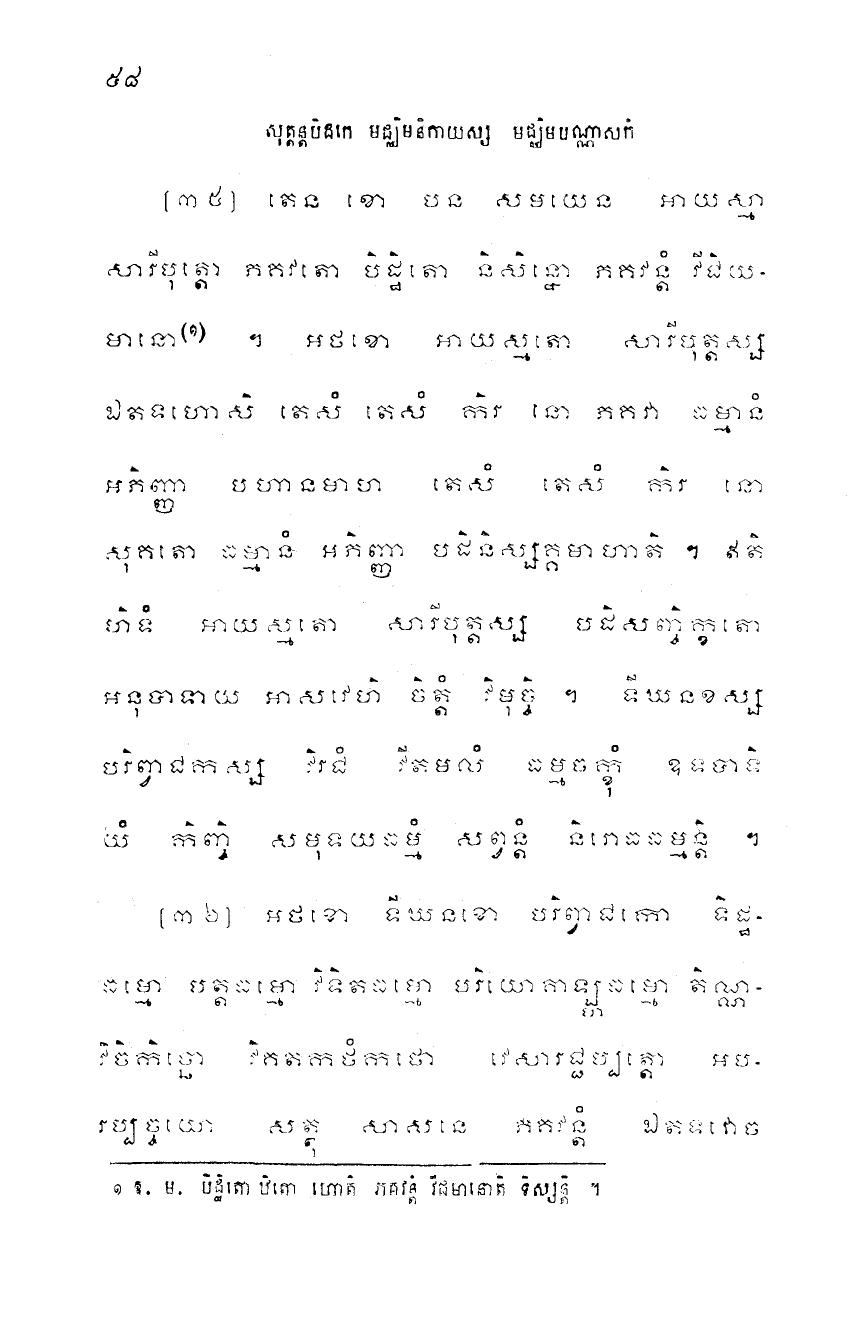 ៥៨
សុត្តន្តបិដកេ មជ្ឈិមនិកាយស្ស មជ្ឈិមបណ្ណាសកំ
[៣៥] តេន ខោ បន សមយេន អាយស្មា
សារីបុត្តោ ភគវតោ បិដ្ឋិតោ និសិន្នោ ភគវន្តំ វីជិយ-
មានោ(១) ។ អថខោ អាយស្មតោ សារីបុត្តស្ស
ឯតទហោសិ តេសំ តេសំ កិរ នោ ភគវា ធម្មានំ
អភិញ្ញា បហានមាហ តេសំ តេសំ កិរ នោ
សុគតោ ធម្មានំ អភិញ្ញា បដិនិស្សគ្គមាហាតិ ។ ឥតិ
ហិទំ អាយស្មតោ សារីបុត្តស្ស បដិសញ្ចិក្ខតោ
អនុបាទាយ អាសវេហិ ចិត្តំ វិមុច្ចិ ។ ទីឃនខស្ស
បរិព្វាជកស្ស វិរជំ វីតមលំ ធម្មចក្ខុំ ឧទបាទិ
យំ កិញ្ចិ សមុទយធម្មំ សព្វន្តំ និរោធធម្មន្តិ ។
[៣៦] អថខោ ទីឃនខោ បរិព្វាជកោ ទិដ្ឋ-
ធម្មោ បត្តធម្មោ វិទិតធម្មោ បរិយោគាឡ្ហធម្មោ តិណ្ណ-
វិចិកិច្ឆោ វិគតកថំកថោ វេសារជ្ជប្បត្តោ អប-
រប្បច្ចយោ សត្ថុ សាសនេ ភគវន្តំ ឯតទវោច
១ ឱ. ម. បិដ្ឋិតោ ឋិតោ ហោតិ ភគវន្តំ វីជមានោតិ ទិស្សន្តិ ។